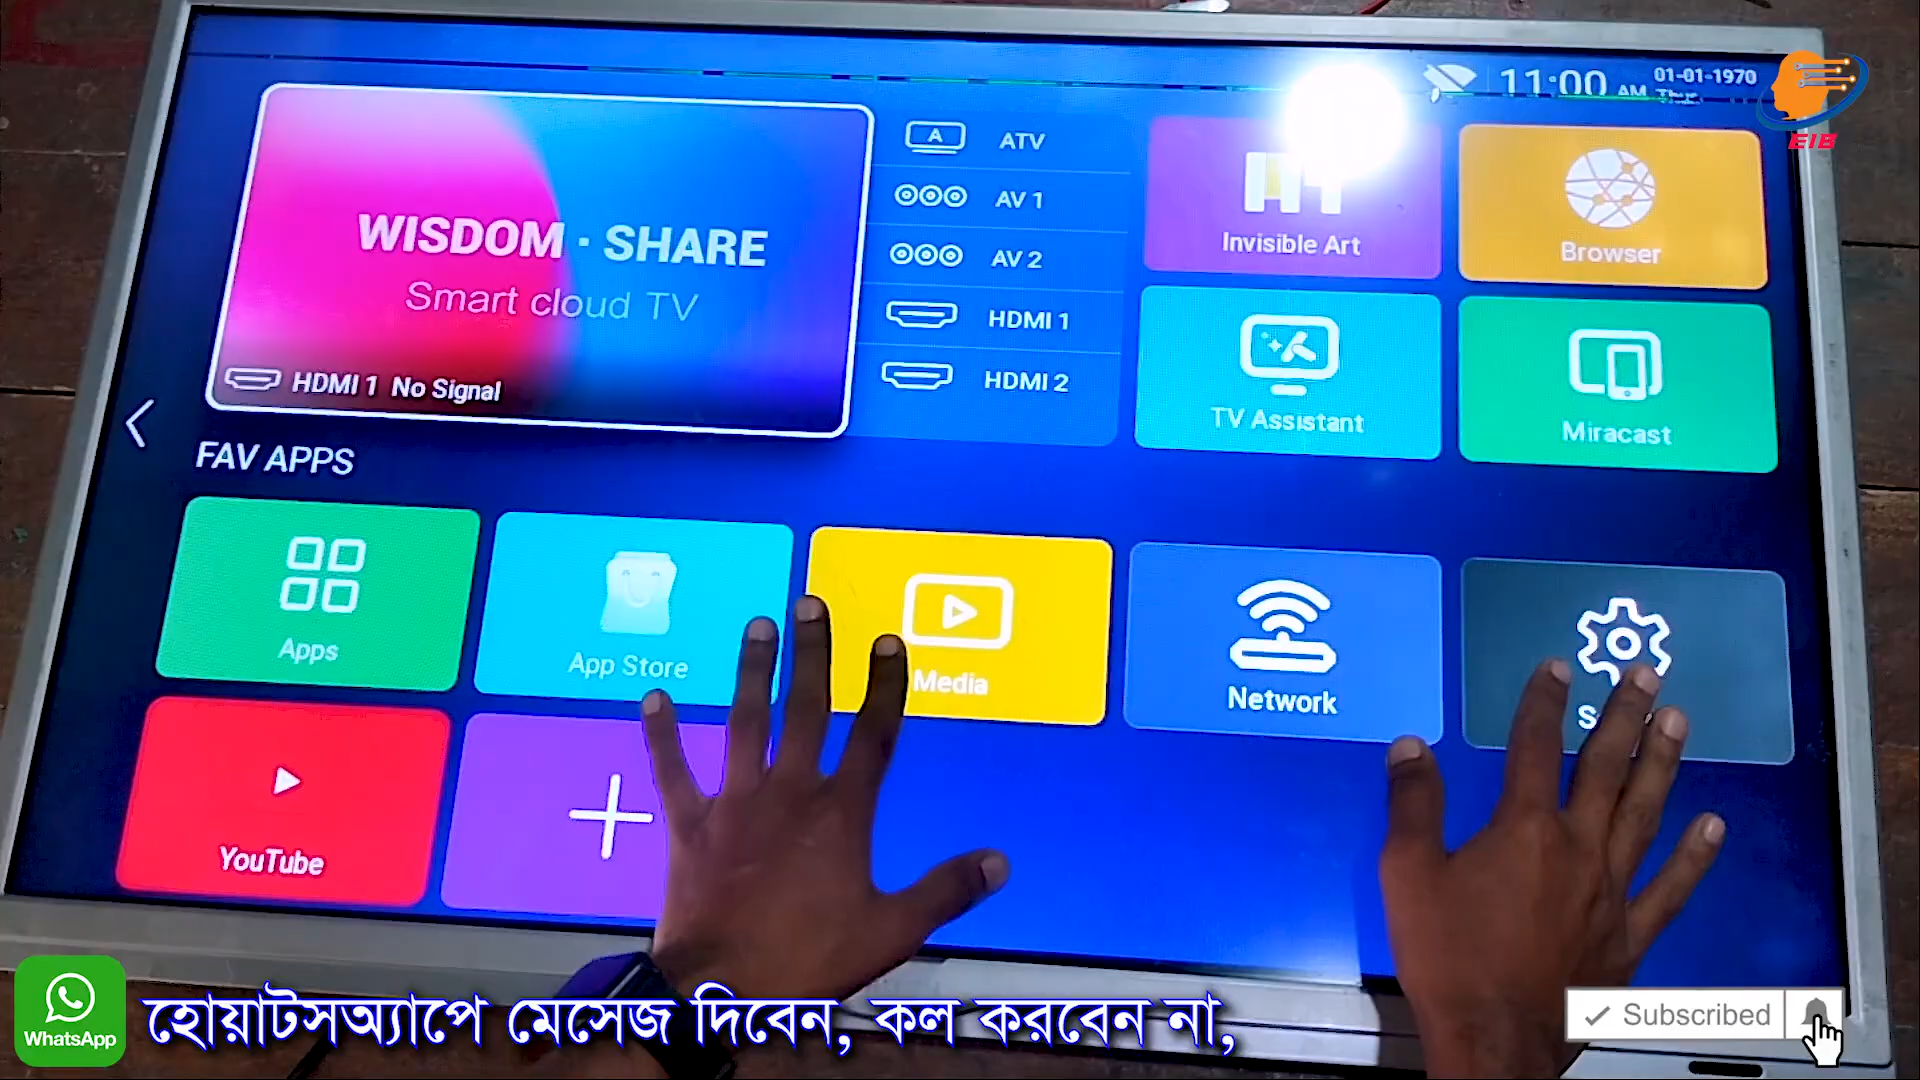 11:00 AM
01-01-1970
EIB
WISDOM · SHARE
Smart cloud TV
HDMI 1 No Signal
ATV
AV 1
AV 2
HDMI 1
HDMI 2
Invisible Art
Browser
TV Assistant
Miracast
FAV APPS
Apps
App Store
Media
Network
YouTube
WhatsApp
হোয়াটসঅ্যাপে মেসেজ দিবেন, কল করবেন না,
Subscribed